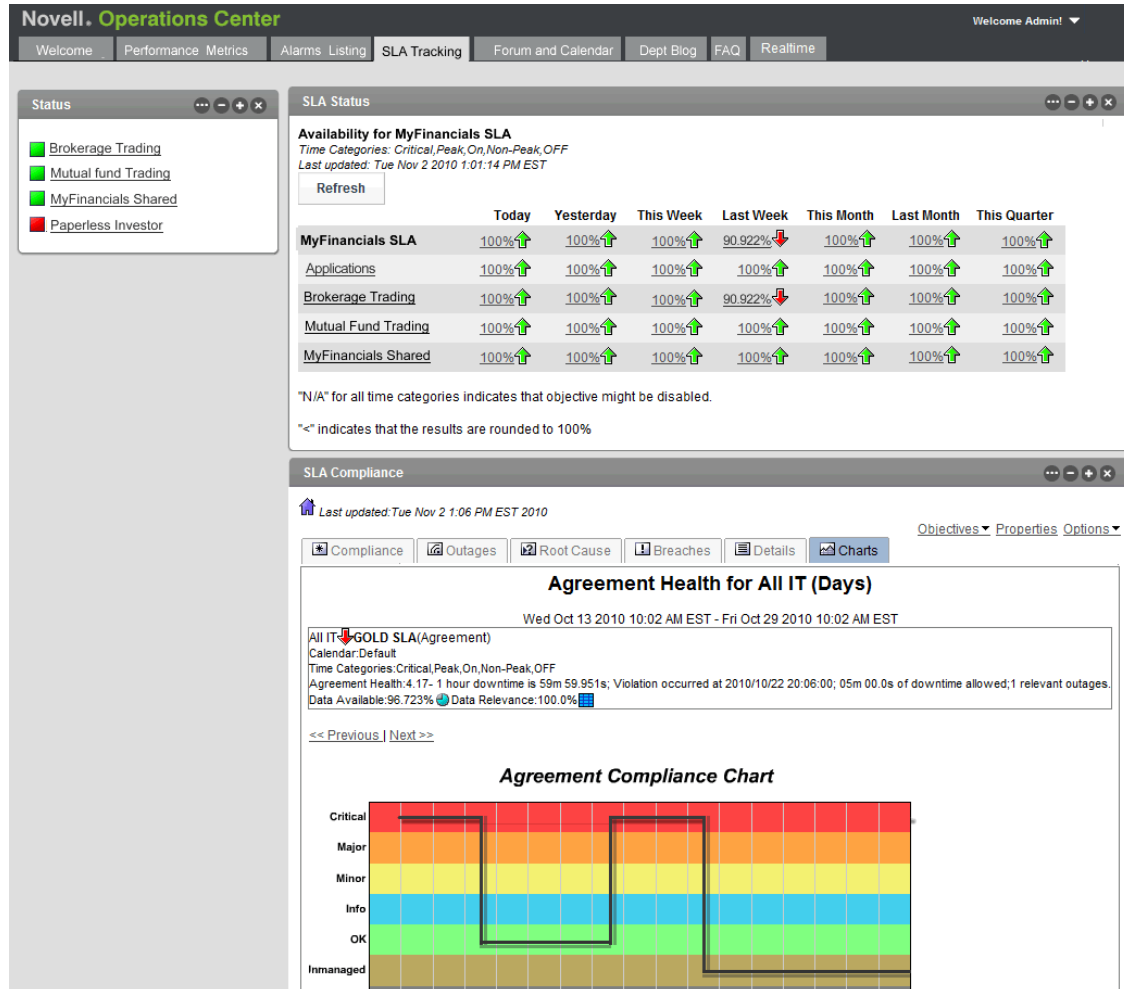 Novell. Operations Center
Welcome Admin!
Welcome Performance Metrics Alarms Listing SLA Tracking Forum and Calendar Dept Blog FAQ Realtime
Status
Brokerage Trading
Mutual fund Trading
MyFinancials Shared
Paperless Investor
SLA Status
Availability for MyFinancials SLA
Time Categories: Critical,Peak,On,Non-Peak,OFF
Last updated: Tue Nov 2 2010 1:01:14 PM EST
Refresh
Today Yesterday This Week Last Week This Month Last Month This Quarter
MyFinancials SLA 100% 100% 100% 90.922% 100% 100% 100%
Applications 100% 100% 100% 100% 100% 100% 100%
Brokerage Trading 100% 100% 100% 90.922% 100% 100% 100%
Mutual Fund Trading 100% 100% 100% 100% 100% 100% 100%
MyFinancials Shared 100% 100% 100% 100% 100% 100% 100%
"N/A" for all time categories indicates that objective might be disabled.
"<" indicates that the results are rounded to 100%
SLA Compliance
Last updated:Tue Nov 2 1:06 PM EST 2010
Objectives Properties Options
Compliance Outages Root Cause Breaches Details Charts
Agreement Health for All IT (Days)
Wed Oct 13 2010 10:02 AM EST - Fri Oct 29 2010 10:02 AM EST
All IT GOLD SLA(Agreement)
Calendar:Default
Time Categories:Critical,Peak,On,Non-Peak,OFF
Agreement Health:4.17- 1 hour downtime is 59m 59.951s; Violation occurred at 2010/10/22 20:06:00; 05m 00.0s of downtime allowed;1 relevant outages.
Data Available:96.723% Data Relevance:100.0%
<< Previous | Next >>
Agreement Compliance Chart
Critical
Major
Minor
Info
OK
Inmanaged